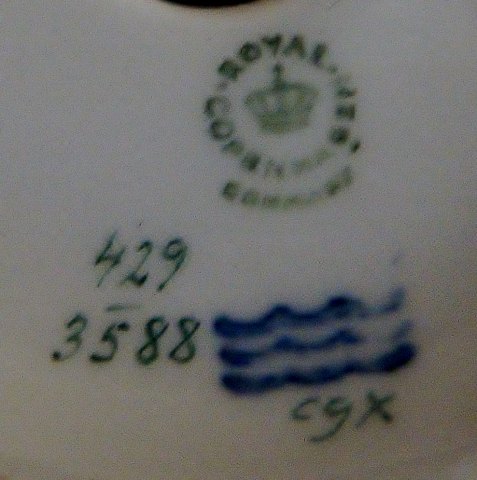 ROYAL
COPENHAGEN
DENMARK
429
3588
cgx